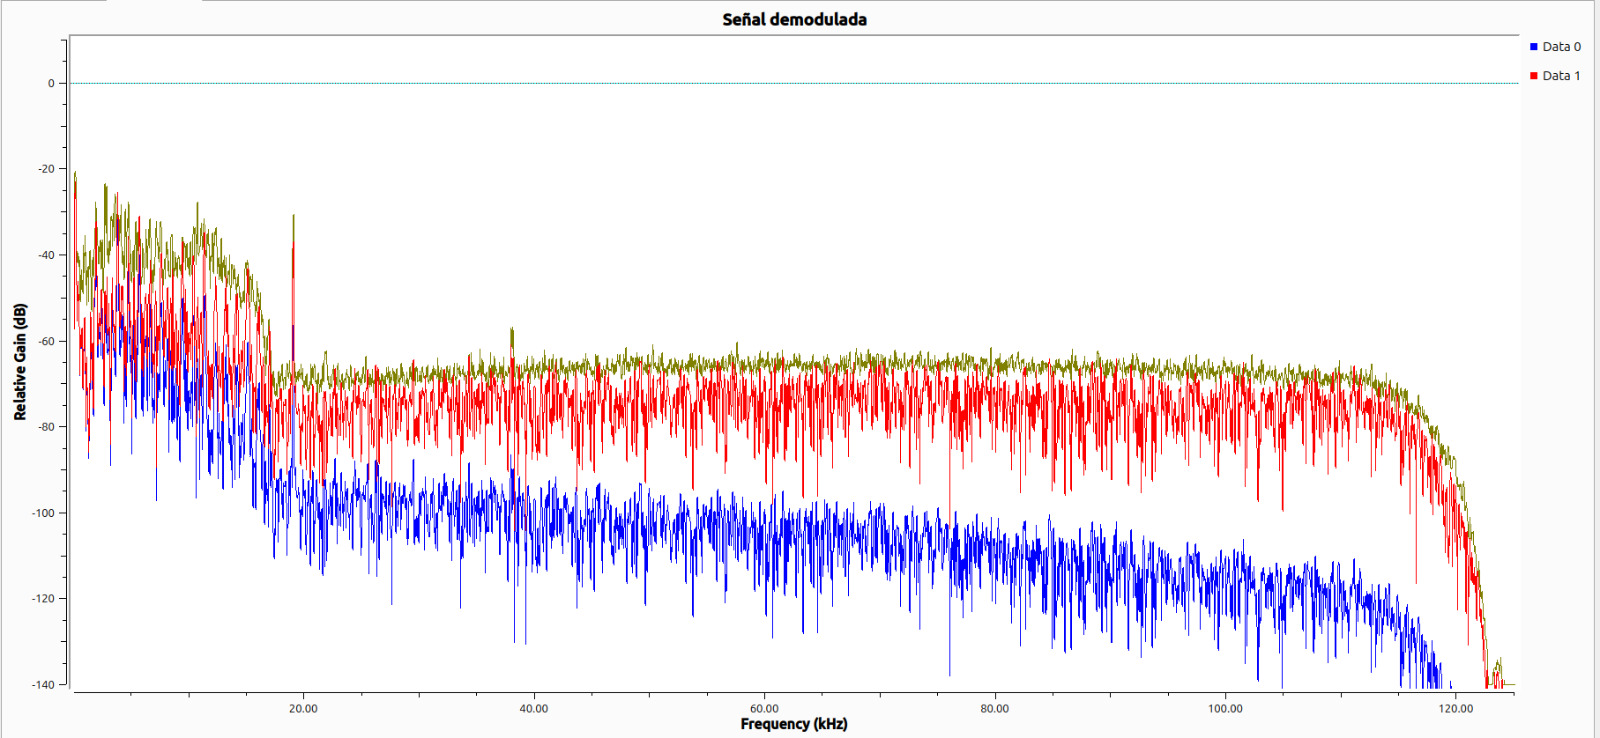 Señal demodulada
Data 0
Data 1
Relative Gain (dB)
0
-20
-40
-60
-80
-100
-120
-140
20.00 40.00 60.00 80.00 100.00 120.00
Frequency (kHz)